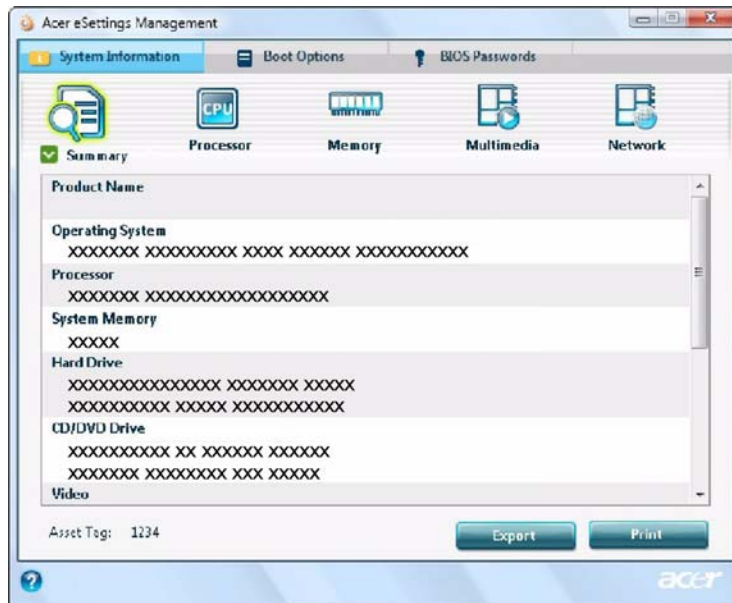 Acer eSettings Management
System Information Boot Options BIOS Passwords
CPU
Summary Processor Memory Multimedia Network
Product Name
Operating System
XXXXXXX XXXXXXXXX XXXX XXXXXX XXXXXXXXXXX
Processor
XXXXXXX XXXXXXXXXXXXXXXXXX
System Memory
XXXXX
Hard Drive
XXXXXXXXXXXXXXX XXXXXXX XXXXX
XXXXXXXXXX XXXXX XXXXXXXXXXX
CD/DVD Drive
XXXXXXXXXX XX XXXXXX XXXXXX
XXXXXXX XXXXXXXX XXX XXXXX
Video
Asset Tag: 1234 Export Print
? acer